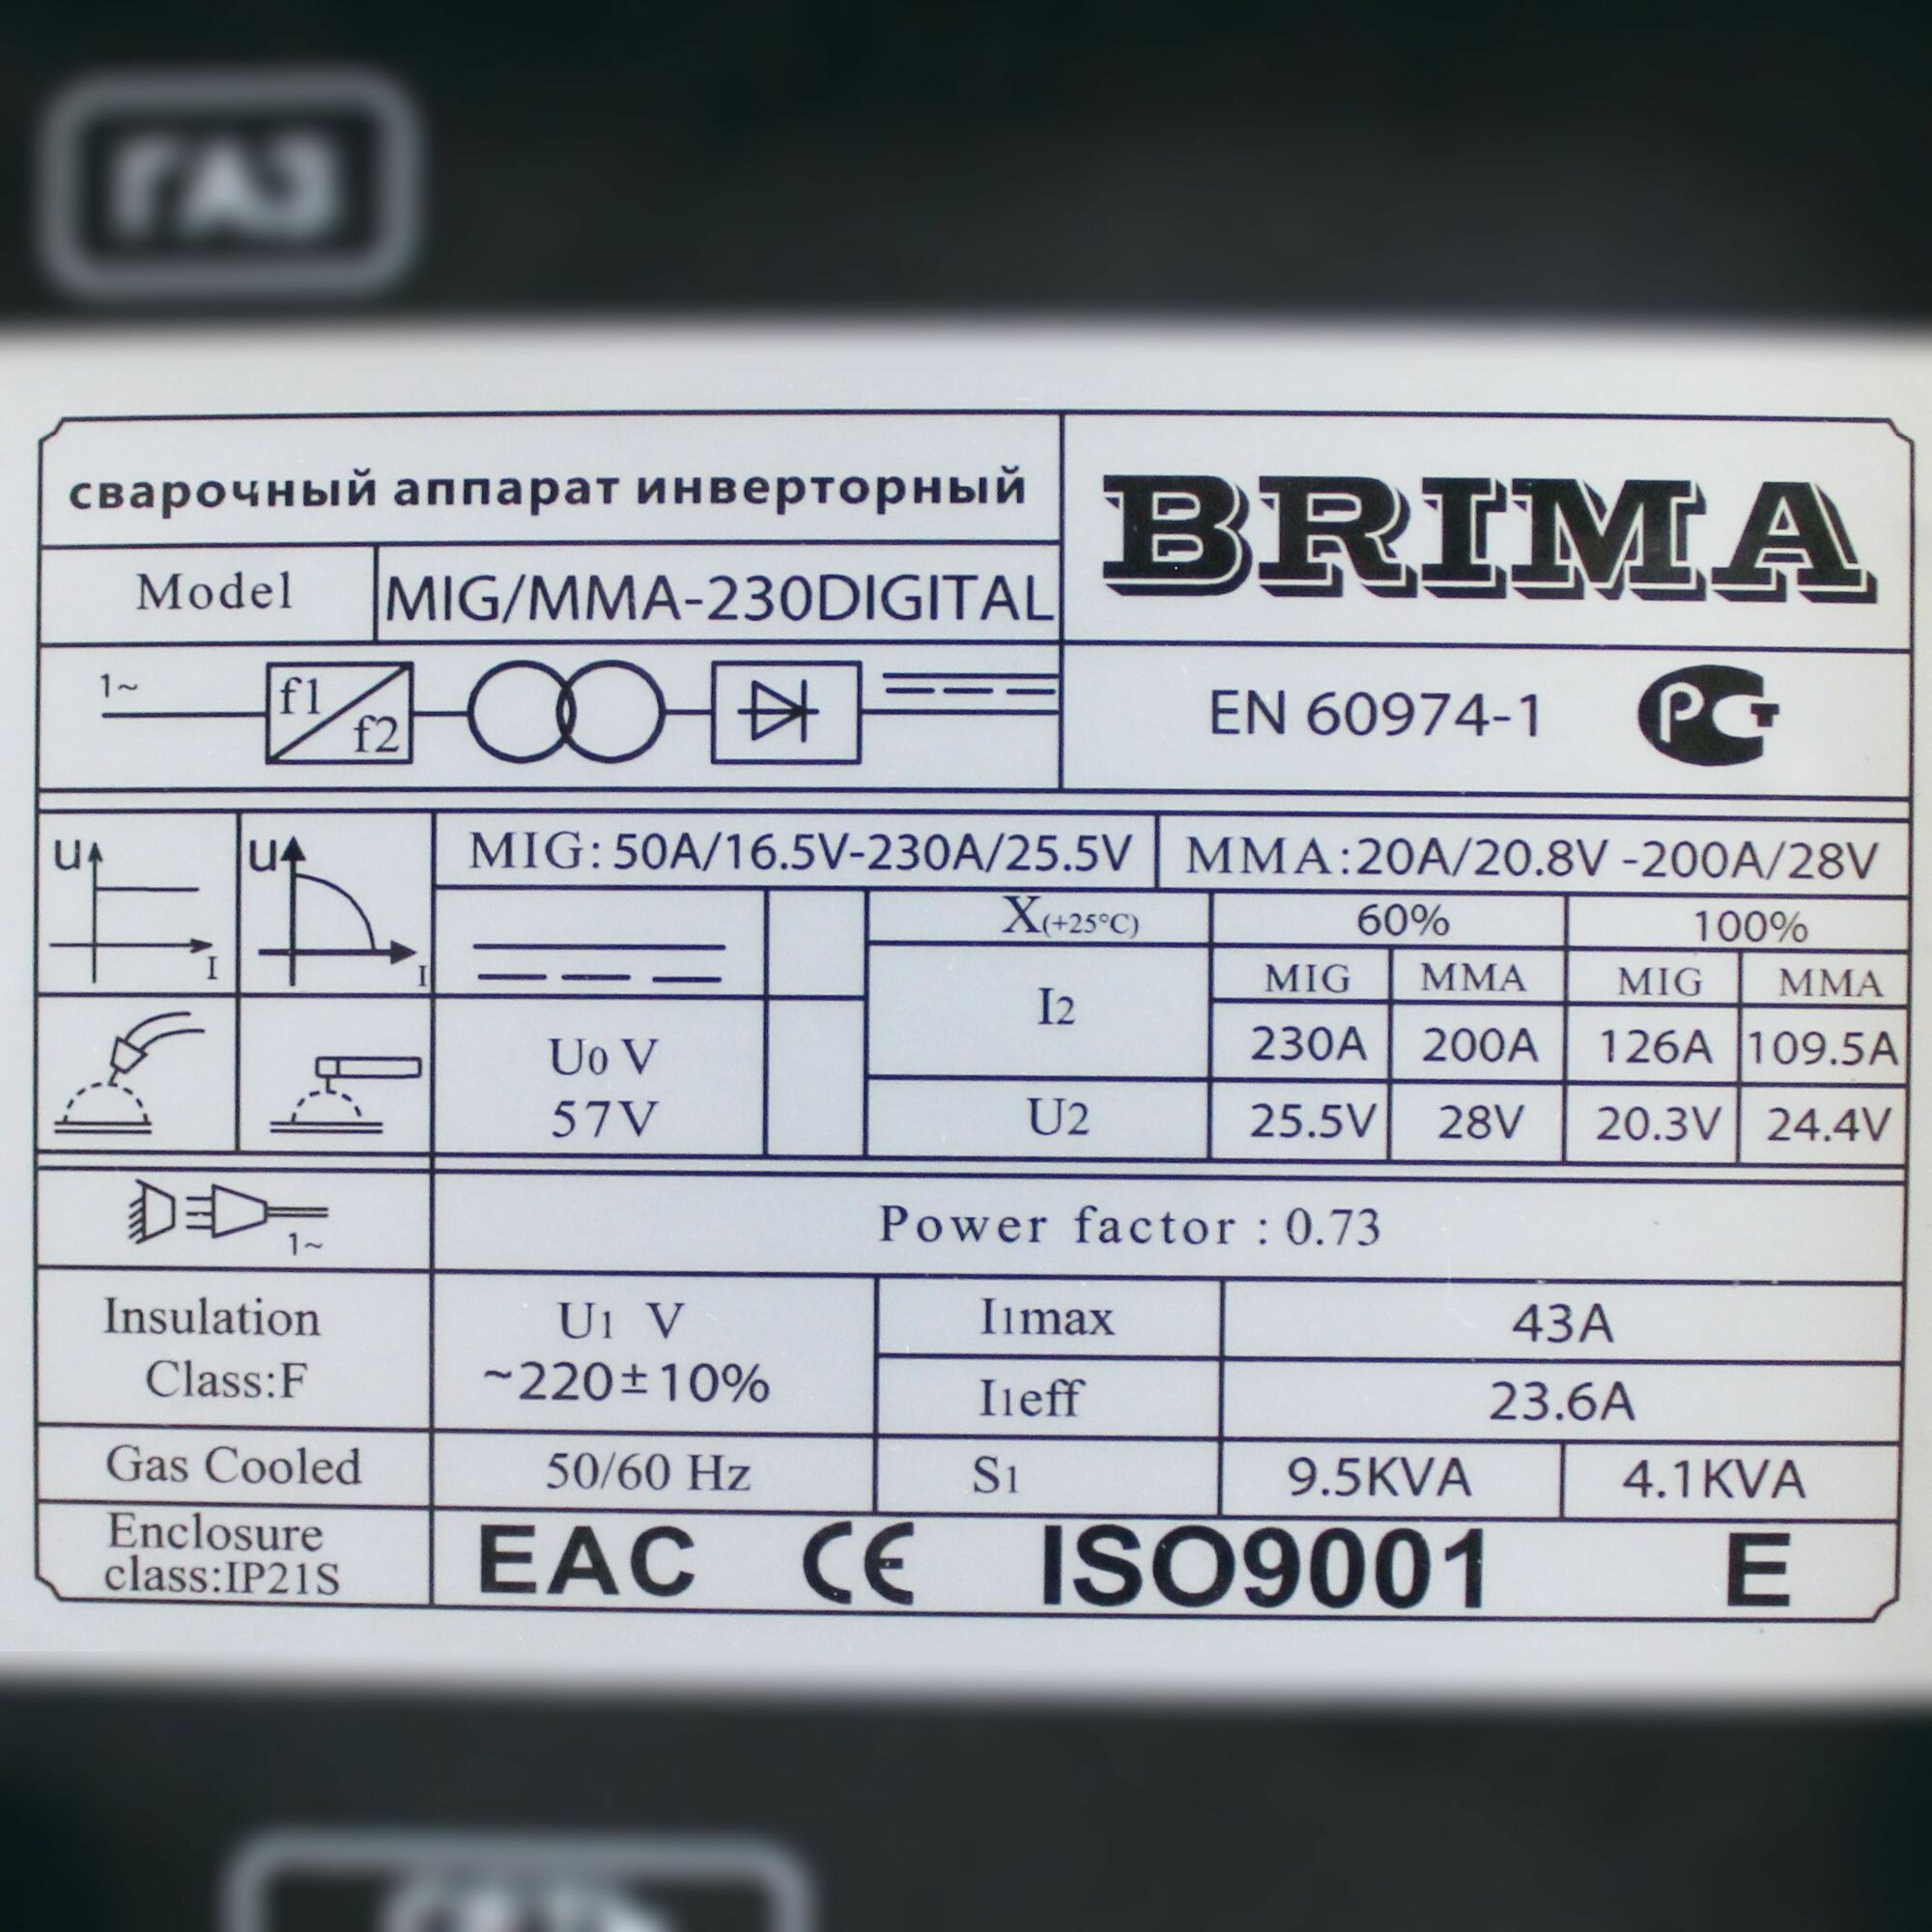 ГАЗ
сварочный аппарат инверторный
BRIMA
Model
MIG/MMA-230DIGITAL
1~
f1
f2
EN 60974-1
РСТ
U
I
U
I
MIG: 50A/16.5V-230A/25.5V
MMA:20A/20.8V -200A/28V
X(+25°C)
60%
100%
I2
MIG
MMA
MIG
MMA
230A
200A
126A
109.5A
U0 V
57V
U2
25.5V
28V
20.3V
24.4V
1~
Power factor : 0.73
Insulation
Class:F
U1 V
~220±10%
I1max
43A
I1eff
23.6A
Gas Cooled
50/60 Hz
S1
9.5KVA
4.1KVA
Enclosure
class:IP21S
EAC
CE
ISO9001
E